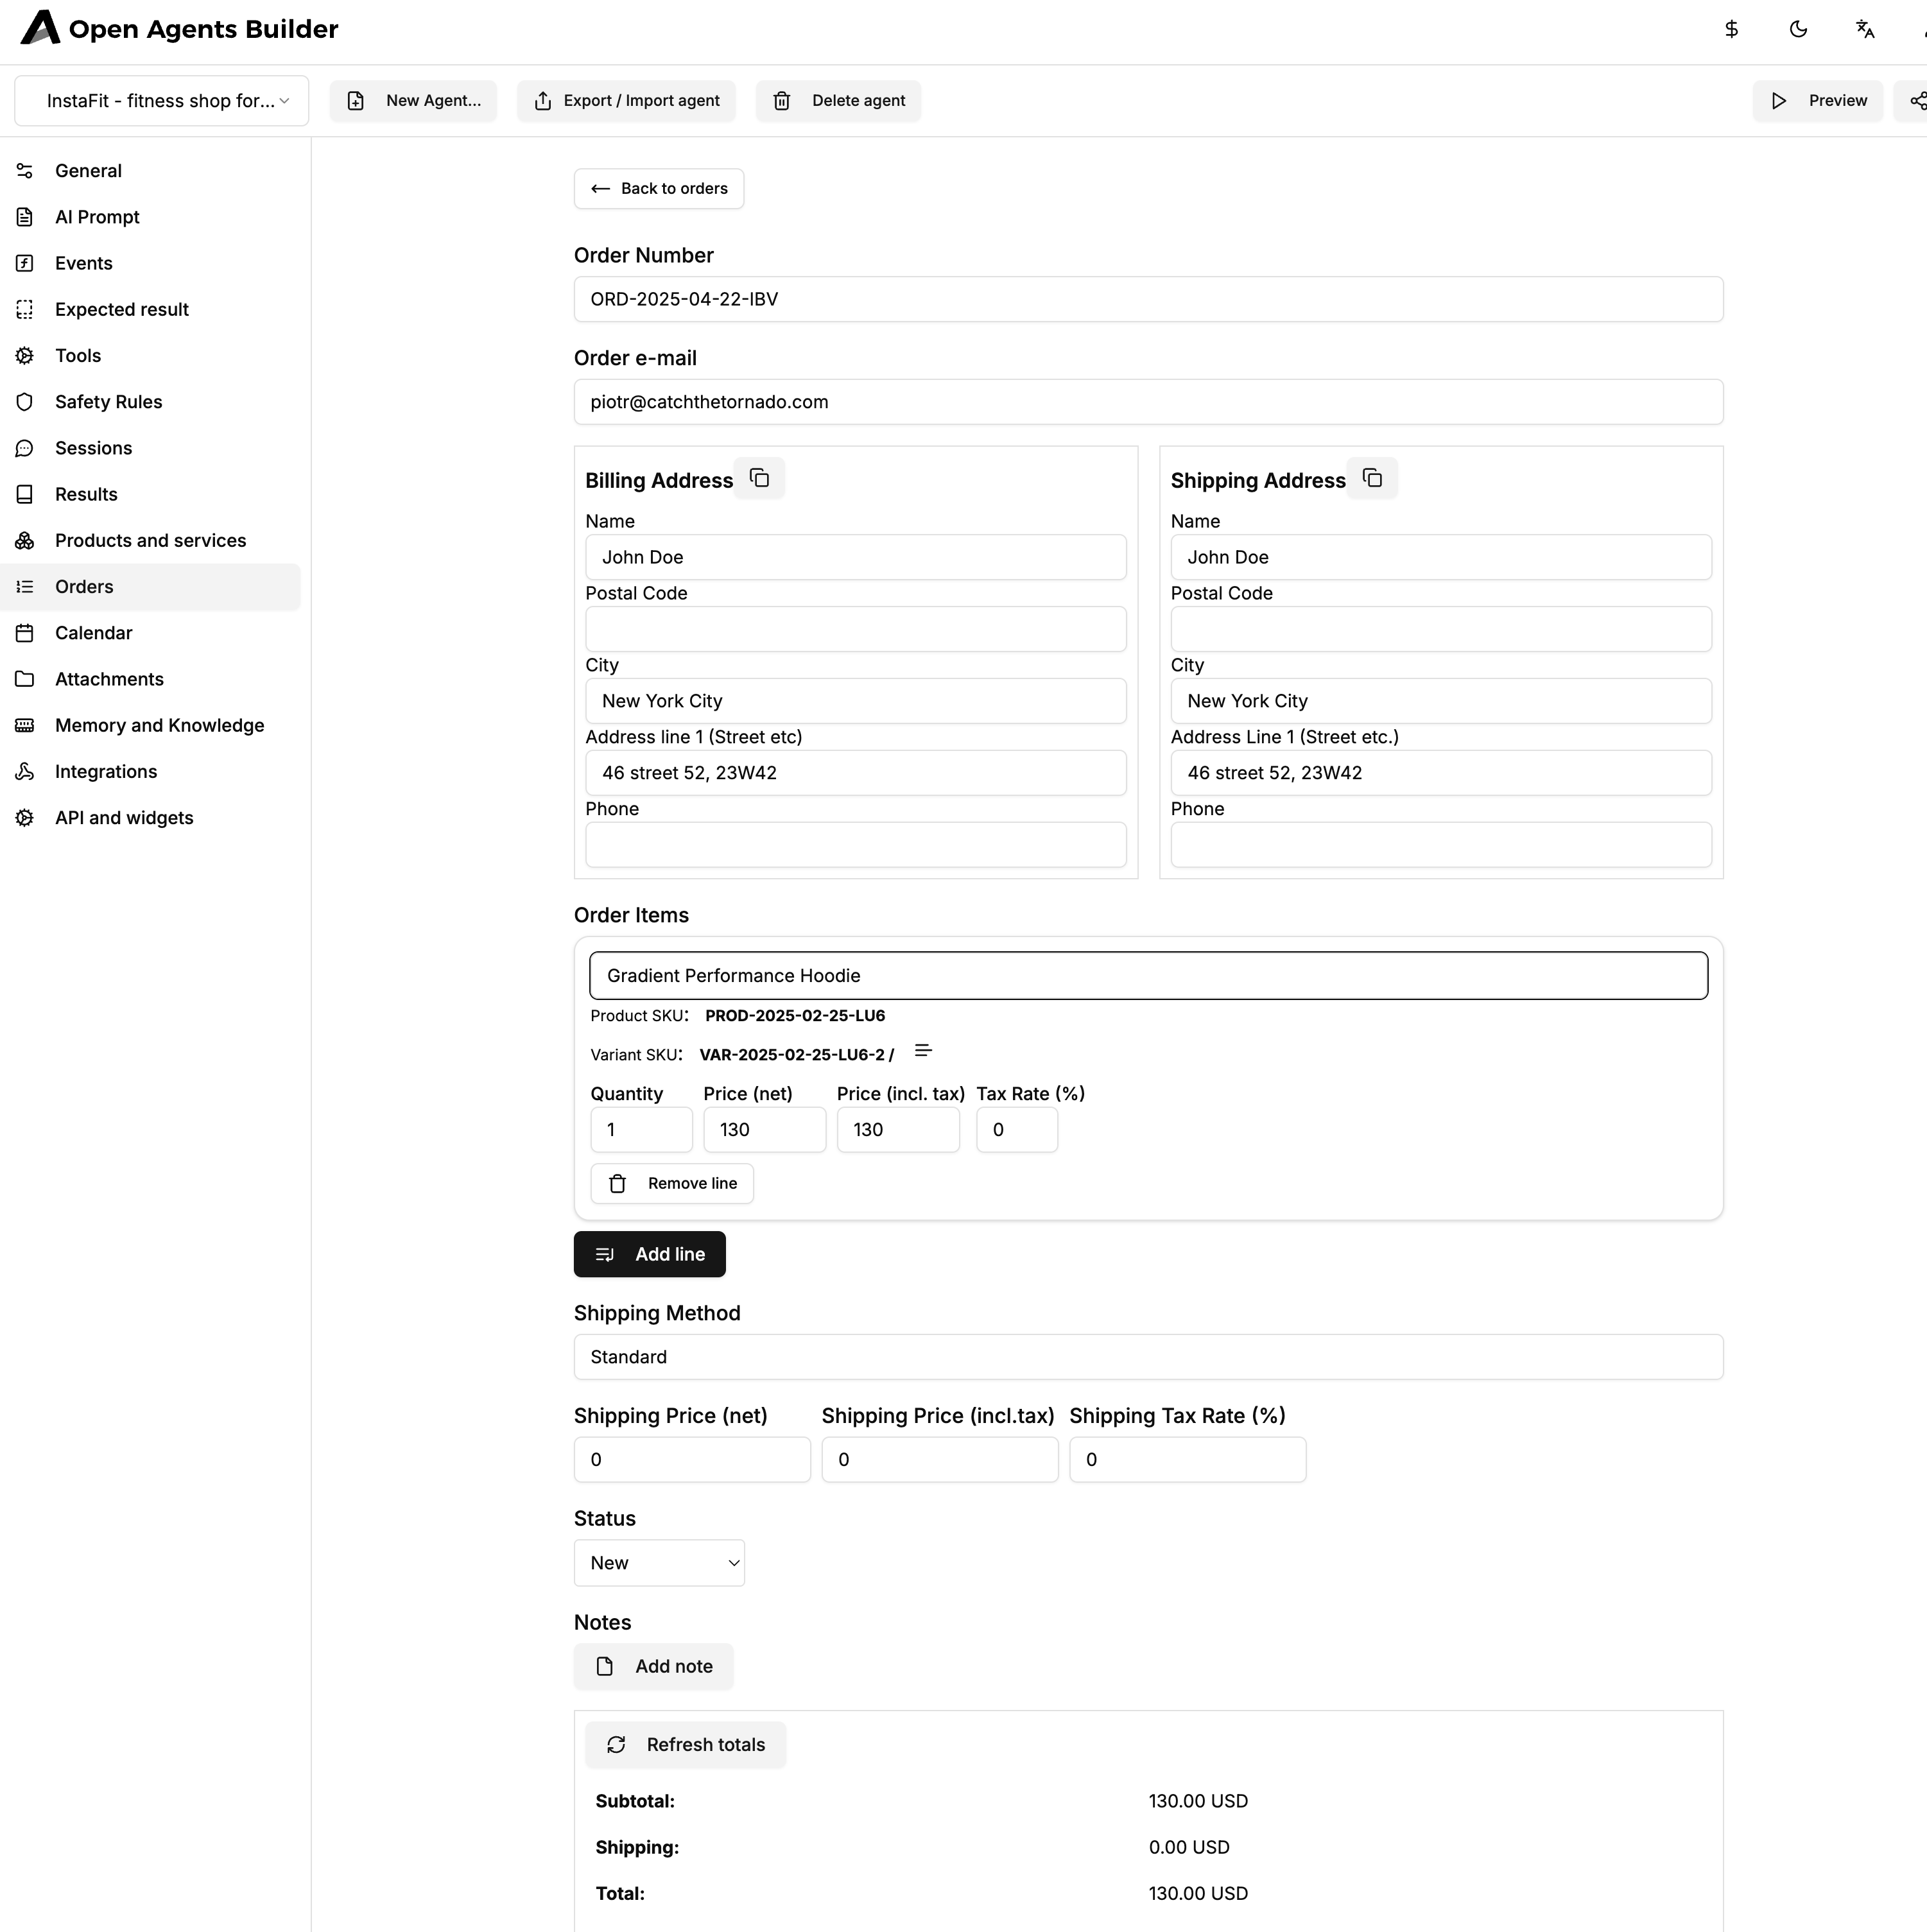 Open Agents Builder
InstaFit - fitness shop for...
New Agent...
Export / Import agent
Delete agent
Preview
General
AI Prompt
Events
Expected result
Tools
Safety Rules
Sessions
Results
Products and services
Orders
Calendar
Attachments
Memory and Knowledge
Integrations
API and widgets
Back to orders
Order Number
ORD-2025-04-22-IBV
Order e-mail
piotr@catchthetornado.com
Billing Address
Name
John Doe
Postal Code
City
New York City
Address line 1 (Street etc)
46 street 52, 23W42
Phone
Shipping Address
Name
John Doe
Postal Code
City
New York City
Address Line 1 (Street etc.)
46 street 52, 23W42
Phone
Order Items
Gradient Performance Hoodie
Product SKU: PROD-2025-02-25-LU6
Variant SKU: VAR-2025-02-25-LU6-2 /
Quantity Price (net) Price (incl. tax) Tax Rate (%)
1 130 130 0
Remove line
Add line
Shipping Method
Standard
Shipping Price (net) Shipping Price (incl.tax) Shipping Tax Rate (%)
0 0 0
Status
New
Notes
Add note
Refresh totals
Subtotal: 130.00 USD
Shipping: 0.00 USD
Total: 130.00 USD